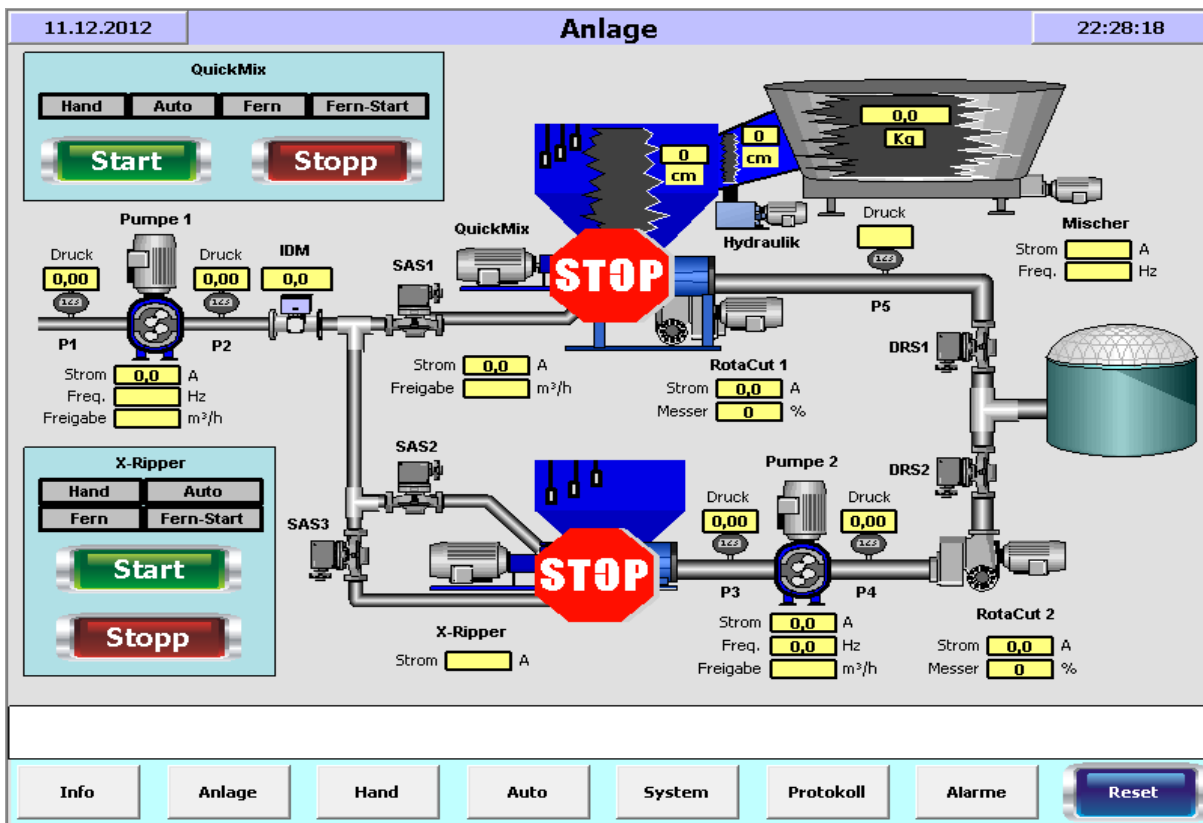 11.12.2012
Anlage
22:28:18
QuickMix
Hand Auto Fern Fern-Start
Start Stopp
0,0
Kg
0
cm
0
cm
Hydraulik
Mischer
Strom A
Freq. Hz
Pumpe 1
Druck
0,00
123
P1
Druck
0,00
123
P2
IDM
0,0
Strom 0,0 A
Freq. Hz
Freigabe m³/h
SAS1
QuickMix
STOP
Strom 0,0 A
Freigabe m³/h
RotaCut 1
Strom 0,0 A
Messer 0 %
Druck
123
P5
DRS1
DRS2
X-Ripper
Hand Auto
Fern Fern-Start
Start
Stopp
SAS2
SAS3
STOP
X-Ripper
Strom A
Pumpe 2
Druck
0,00
123
P3
Druck
0,00
123
P4
Strom 0,0 A
Freq. 0,0 Hz
Freigabe m³/h
RotaCut 2
Strom 0,0 A
Messer 0 %
Info Anlage Hand Auto System Protokoll Alarme Reset